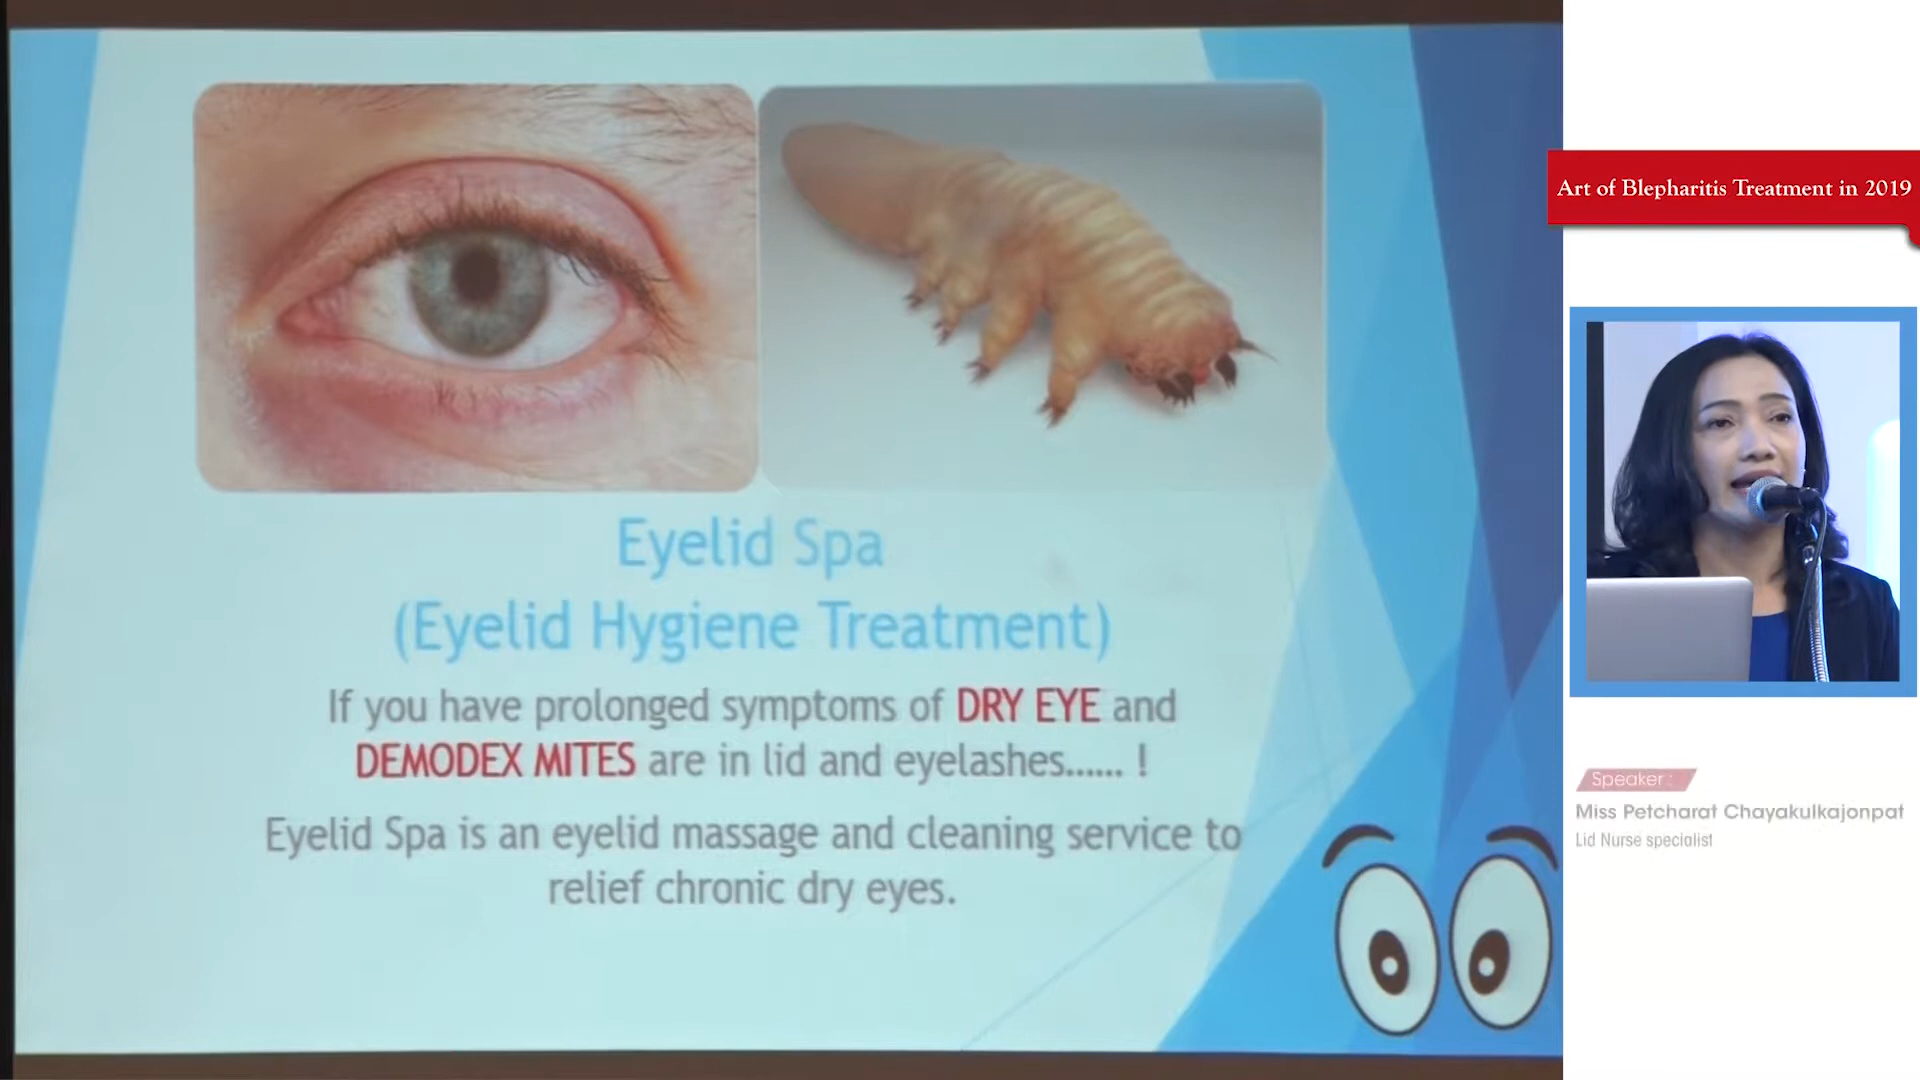 Eyelid Spa
(Eyelid Hygiene Treatment)
If you have prolonged symptoms of DRY EYE and
DEMODEX MITES are in lid and eyelashes...... !
Eyelid Spa is an eyelid massage and cleaning service to
relief chronic dry eyes.
Art of Blepharitis Treatment in 2019
Speaker :
Miss Petcharat Chayakulkajonpat
Lid Nurse specialist